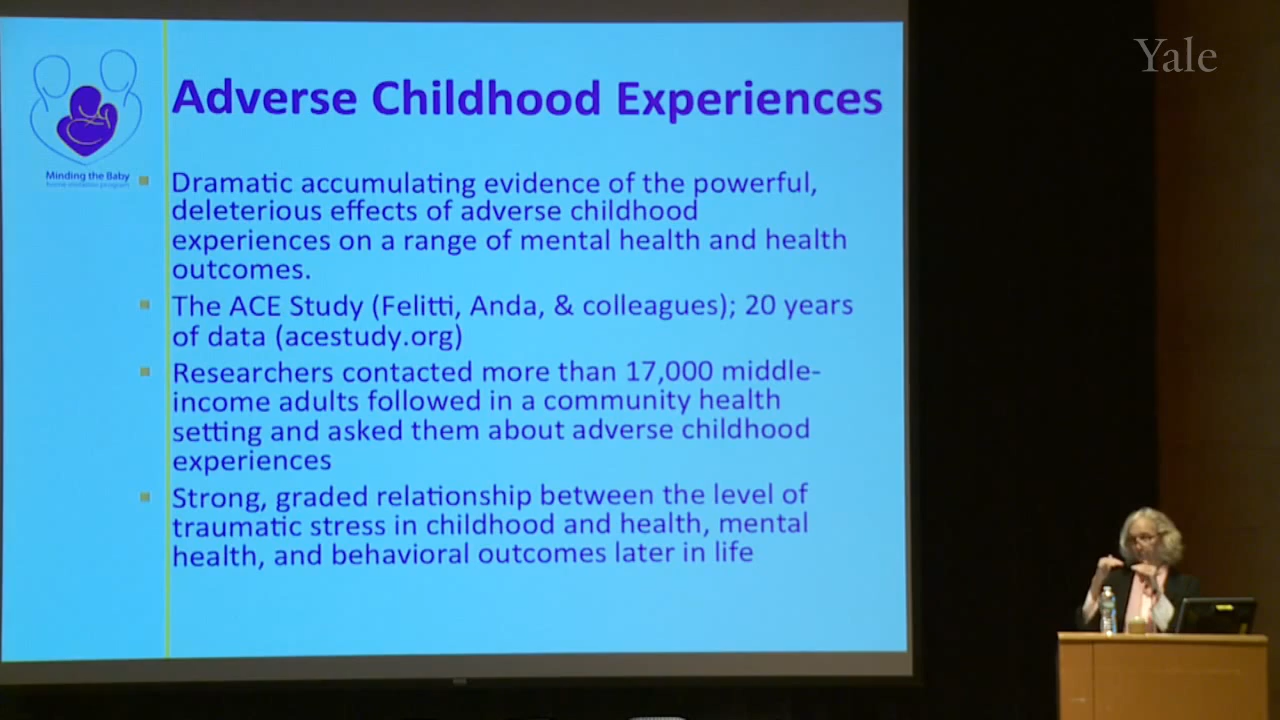 Yale
Adverse Childhood Experiences
Minding the Baby
home visitation program
Dramatic accumulating evidence of the powerful,
deleterious effects of adverse childhood
experiences on a range of mental health and health
outcomes.
The ACE Study (Felitti, Anda, & colleagues); 20 years
of data (acestudy.org)
Researchers contacted more than 17,000 middle-
income adults followed in a community health
setting and asked them about adverse childhood
experiences
Strong, graded relationship between the level of
traumatic stress in childhood and health, mental
health, and behavioral outcomes later in life